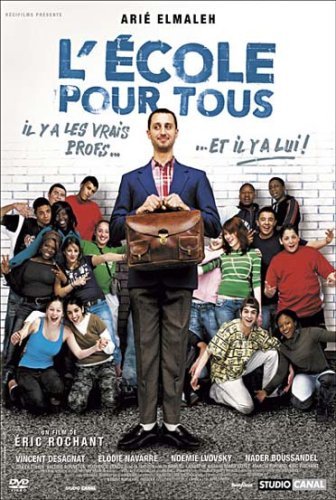 RÉGIFILMS PRÉSENTE
ARIÉ ELMALEH
L'ÉCOLE
POUR TOUS
IL Y A LES VRAIS
PROFS...
...ET IL Y A LUI !
UN FILM DE
ÉRIC ROCHANT
VINCENT DESAGNAT ELODIE NAVARRE NOÉMIE LVOVSKY NADER BOUSSANDEL
DVD
STUDIO CANAL